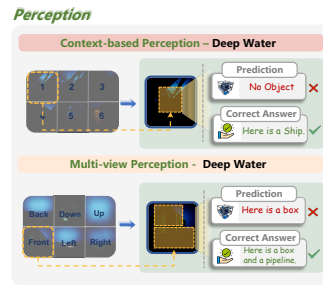 Perception
Context-based Perception – Deep Water
1 2 3
4 5 6
Prediction
No Object
Correct Answer
Here is a Ship.
Multi-view Perception - Deep Water
Back Down Up
Front Left Right
Prediction
Here is a box
Correct Answer
Here is a box
and a pipeline.